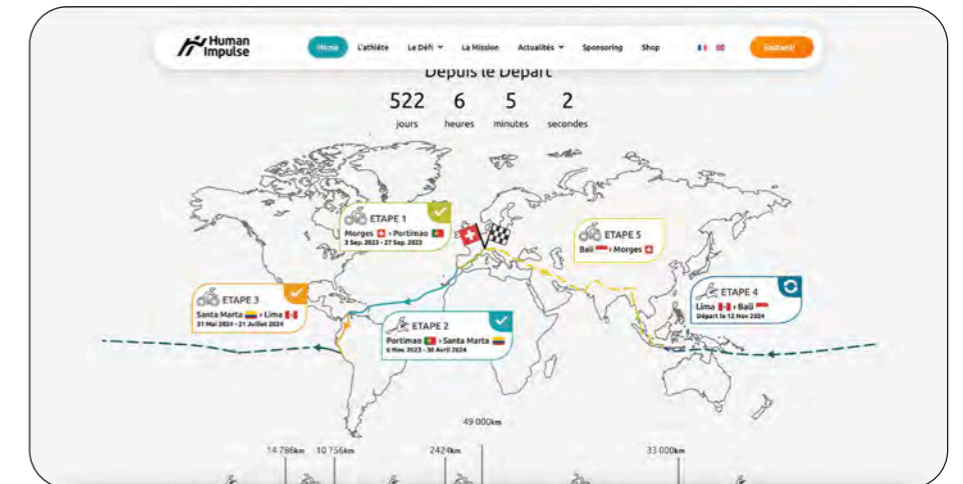 Human
Impulse
Home L'athlète Le Défi La Mission Actualités Sponsoring Shop Soutenir
Depuis le Départ
522 6 5 2
jours heures minutes secondes
ETAPE 1
Morges › Portimao
3 Sep. 2023 - 27 Sep. 2023
ETAPE 5
Bali › Morges
ETAPE 3
Santa Marta › Lima
31 Mai 2024 - 21 Juillet 2024
ETAPE 4
Lima › Bali
Départ le 12 Nov 2024
ETAPE 2
Portimao › Santa Marta
6 Nov. 2023 - 30 Avril 2024
49 000km
14 786km 10 756km 2424km 33 000km